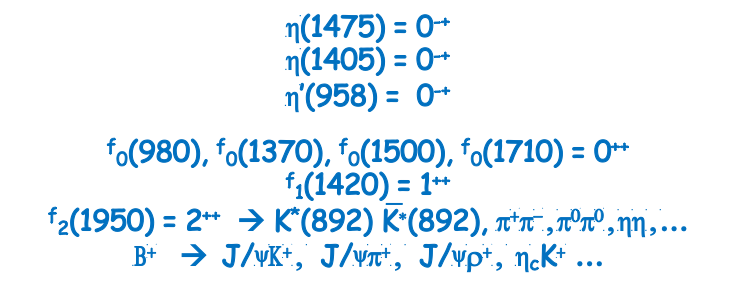 η(1475) = 0⁻⁺
η(1405) = 0⁻⁺
η'(958) = 0⁻⁺
f₀(980), f₀(1370), f₀(1500), f₀(1710) = 0⁺⁺
f₁(1420) = 1⁺⁺
f₂(1950) = 2⁺⁺ → K*(892) K̅*(892), π⁺π⁻, π⁰π⁰, ηη, ...
B⁺ → J/ψK⁺, J/ψπ⁺, J/ψρ⁺, η_cK⁺ ...